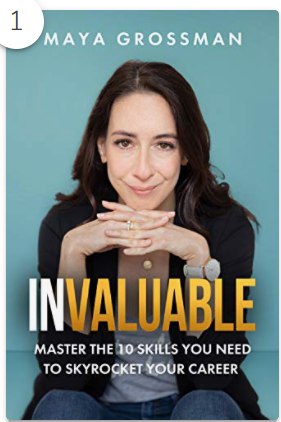 1
MAYA GROSSMAN
INVALUABLE
MASTER THE 10 SKILLS YOU NEED
TO SKYROCKET YOUR CAREER